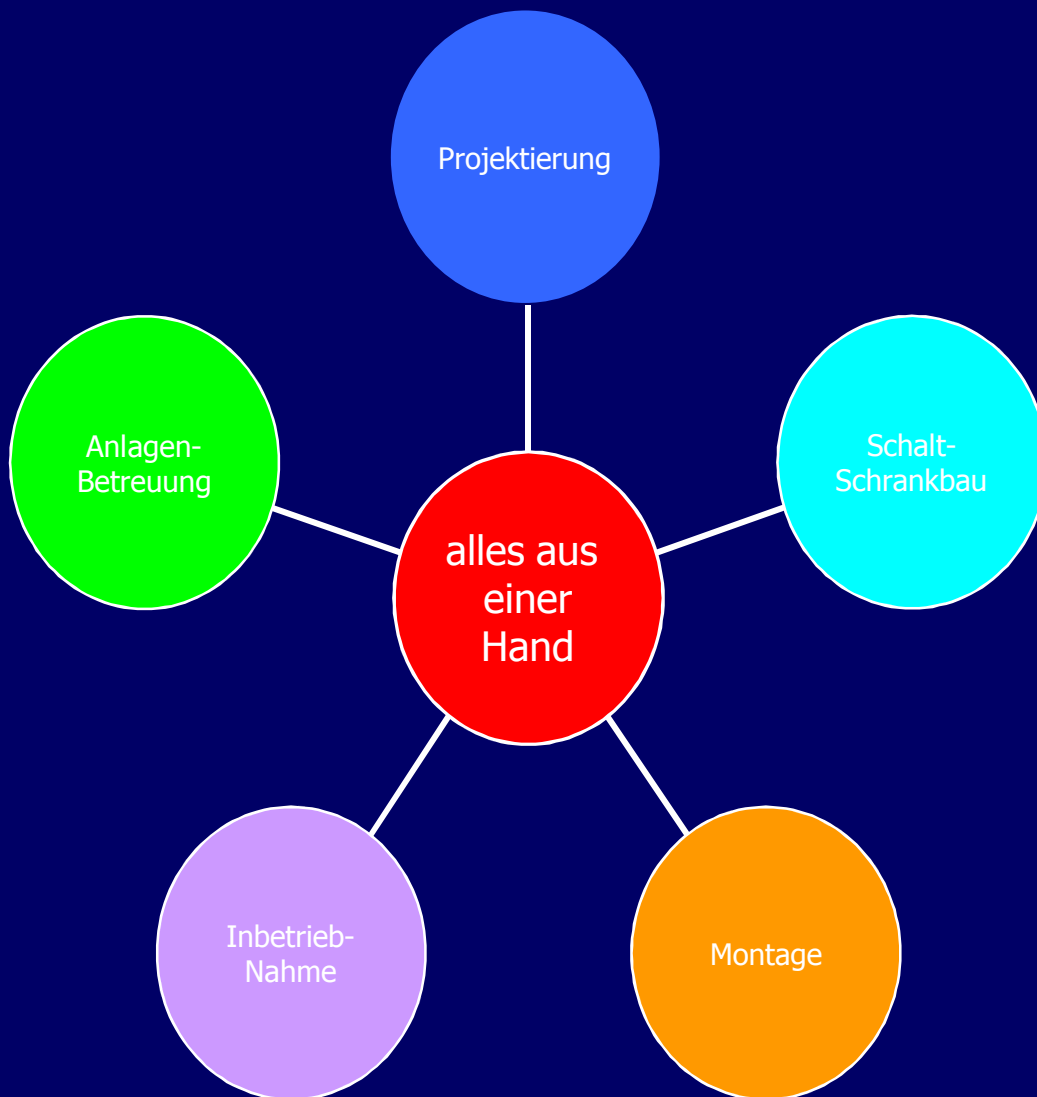 Projektierung
Anlagen-
Betreuung
Schalt-
Schrankbau
alles aus
einer
Hand
Inbetrieb-
Nahme
Montage